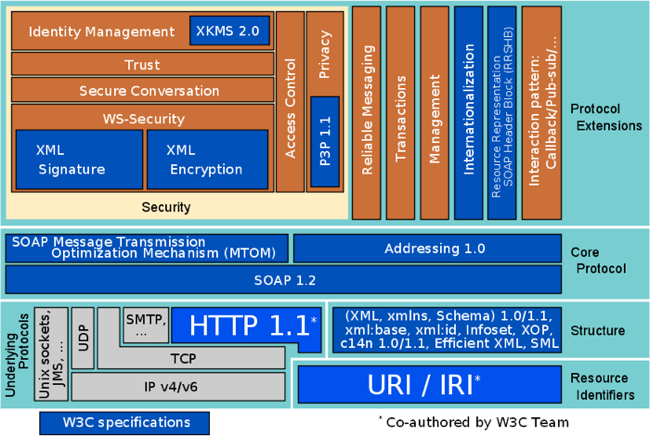 Identity Management
XKMS 2.0
Trust
Secure Conversation
WS-Security
XML
Signature
XML
Encryption
Access Control
Privacy
P3P 1.1
Security
Reliable Messaging
Transactions
Management
Internationalization
Resource Representation
SOAP Header Block (RRSHB)
Interaction pattern:
Callback/Pub-sub/...
Protocol
Extensions
SOAP Message Transmission
Optimization Mechanism (MTOM)
Addressing 1.0
SOAP 1.2
Core
Protocol
Underlying
Protocols
Unix sockets,
JMS, ...
UDP
SMTP,
...
HTTP 1.1*
TCP
IP v4/v6
(XML, xmlns, Schema) 1.0/1.1,
xml:base, xml:id, Infoset, XOP,
c14n 1.0/1.1, Efficient XML, SML
Structure
URI / IRI*
Resource
Identifiers
W3C specifications
* Co-authored by W3C Team